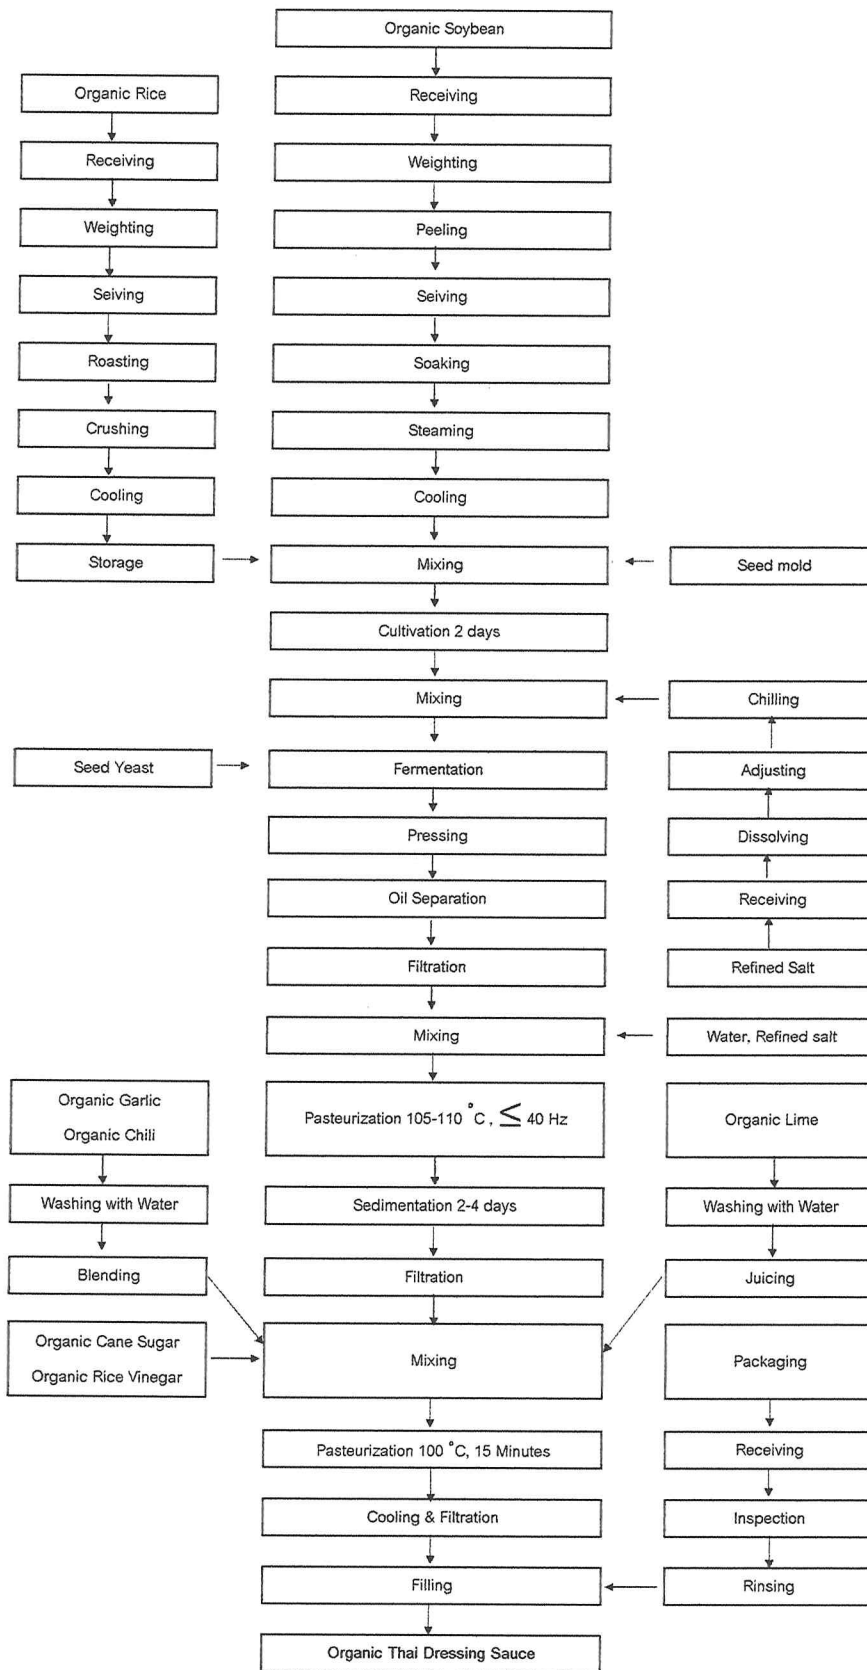 Organic Soybean
Organic Rice
Receiving
Receiving
Weighting
Weighting
Peeling
Seiving
Seiving
Roasting
Soaking
Crushing
Steaming
Cooling
Cooling
Storage
Mixing
Seed mold
Cultivation 2 days
Mixing
Chilling
Seed Yeast
Fermentation
Adjusting
Pressing
Dissolving
Oil Separation
Receiving
Filtration
Refined Salt
Mixing
Water, Refined salt
Organic Garlic
Organic Chili
Pasteurization 105-110 °C , ≤ 40 Hz
Organic Lime
Washing with Water
Sedimentation 2-4 days
Washing with Water
Blending
Filtration
Juicing
Organic Cane Sugar
Organic Rice Vinegar
Mixing
Packaging
Pasteurization 100 °C, 15 Minutes
Receiving
Cooling & Filtration
Inspection
Filling
Rinsing
Organic Thai Dressing Sauce